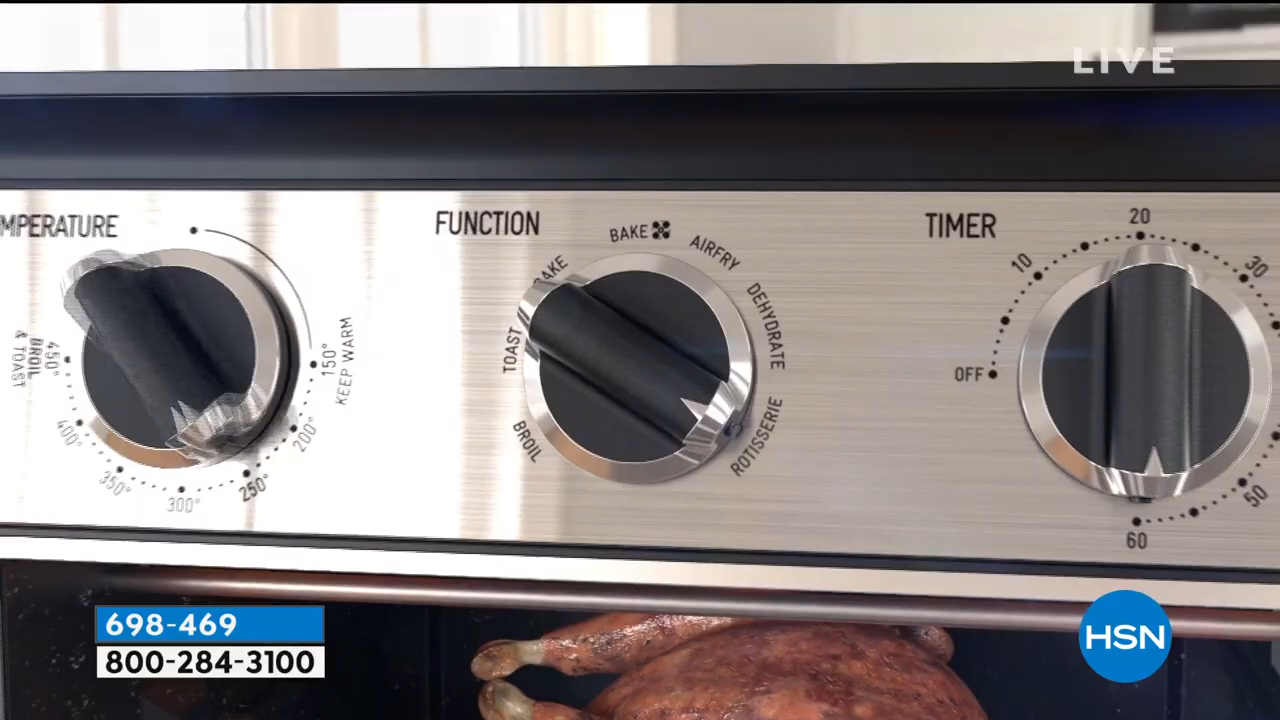 LIVE
MPERATURE
FUNCTION
TIMER
BAKE
AIRFRY
AKE
DEHYDRATE
TOAST
ROTISSERIE
BROIL
150°
KEEP WARM
200°
250°
300°
350°
400°
450°
BROIL
& TOAST
OFF
10
20
30
50
60
698-469
800-284-3100
HSN